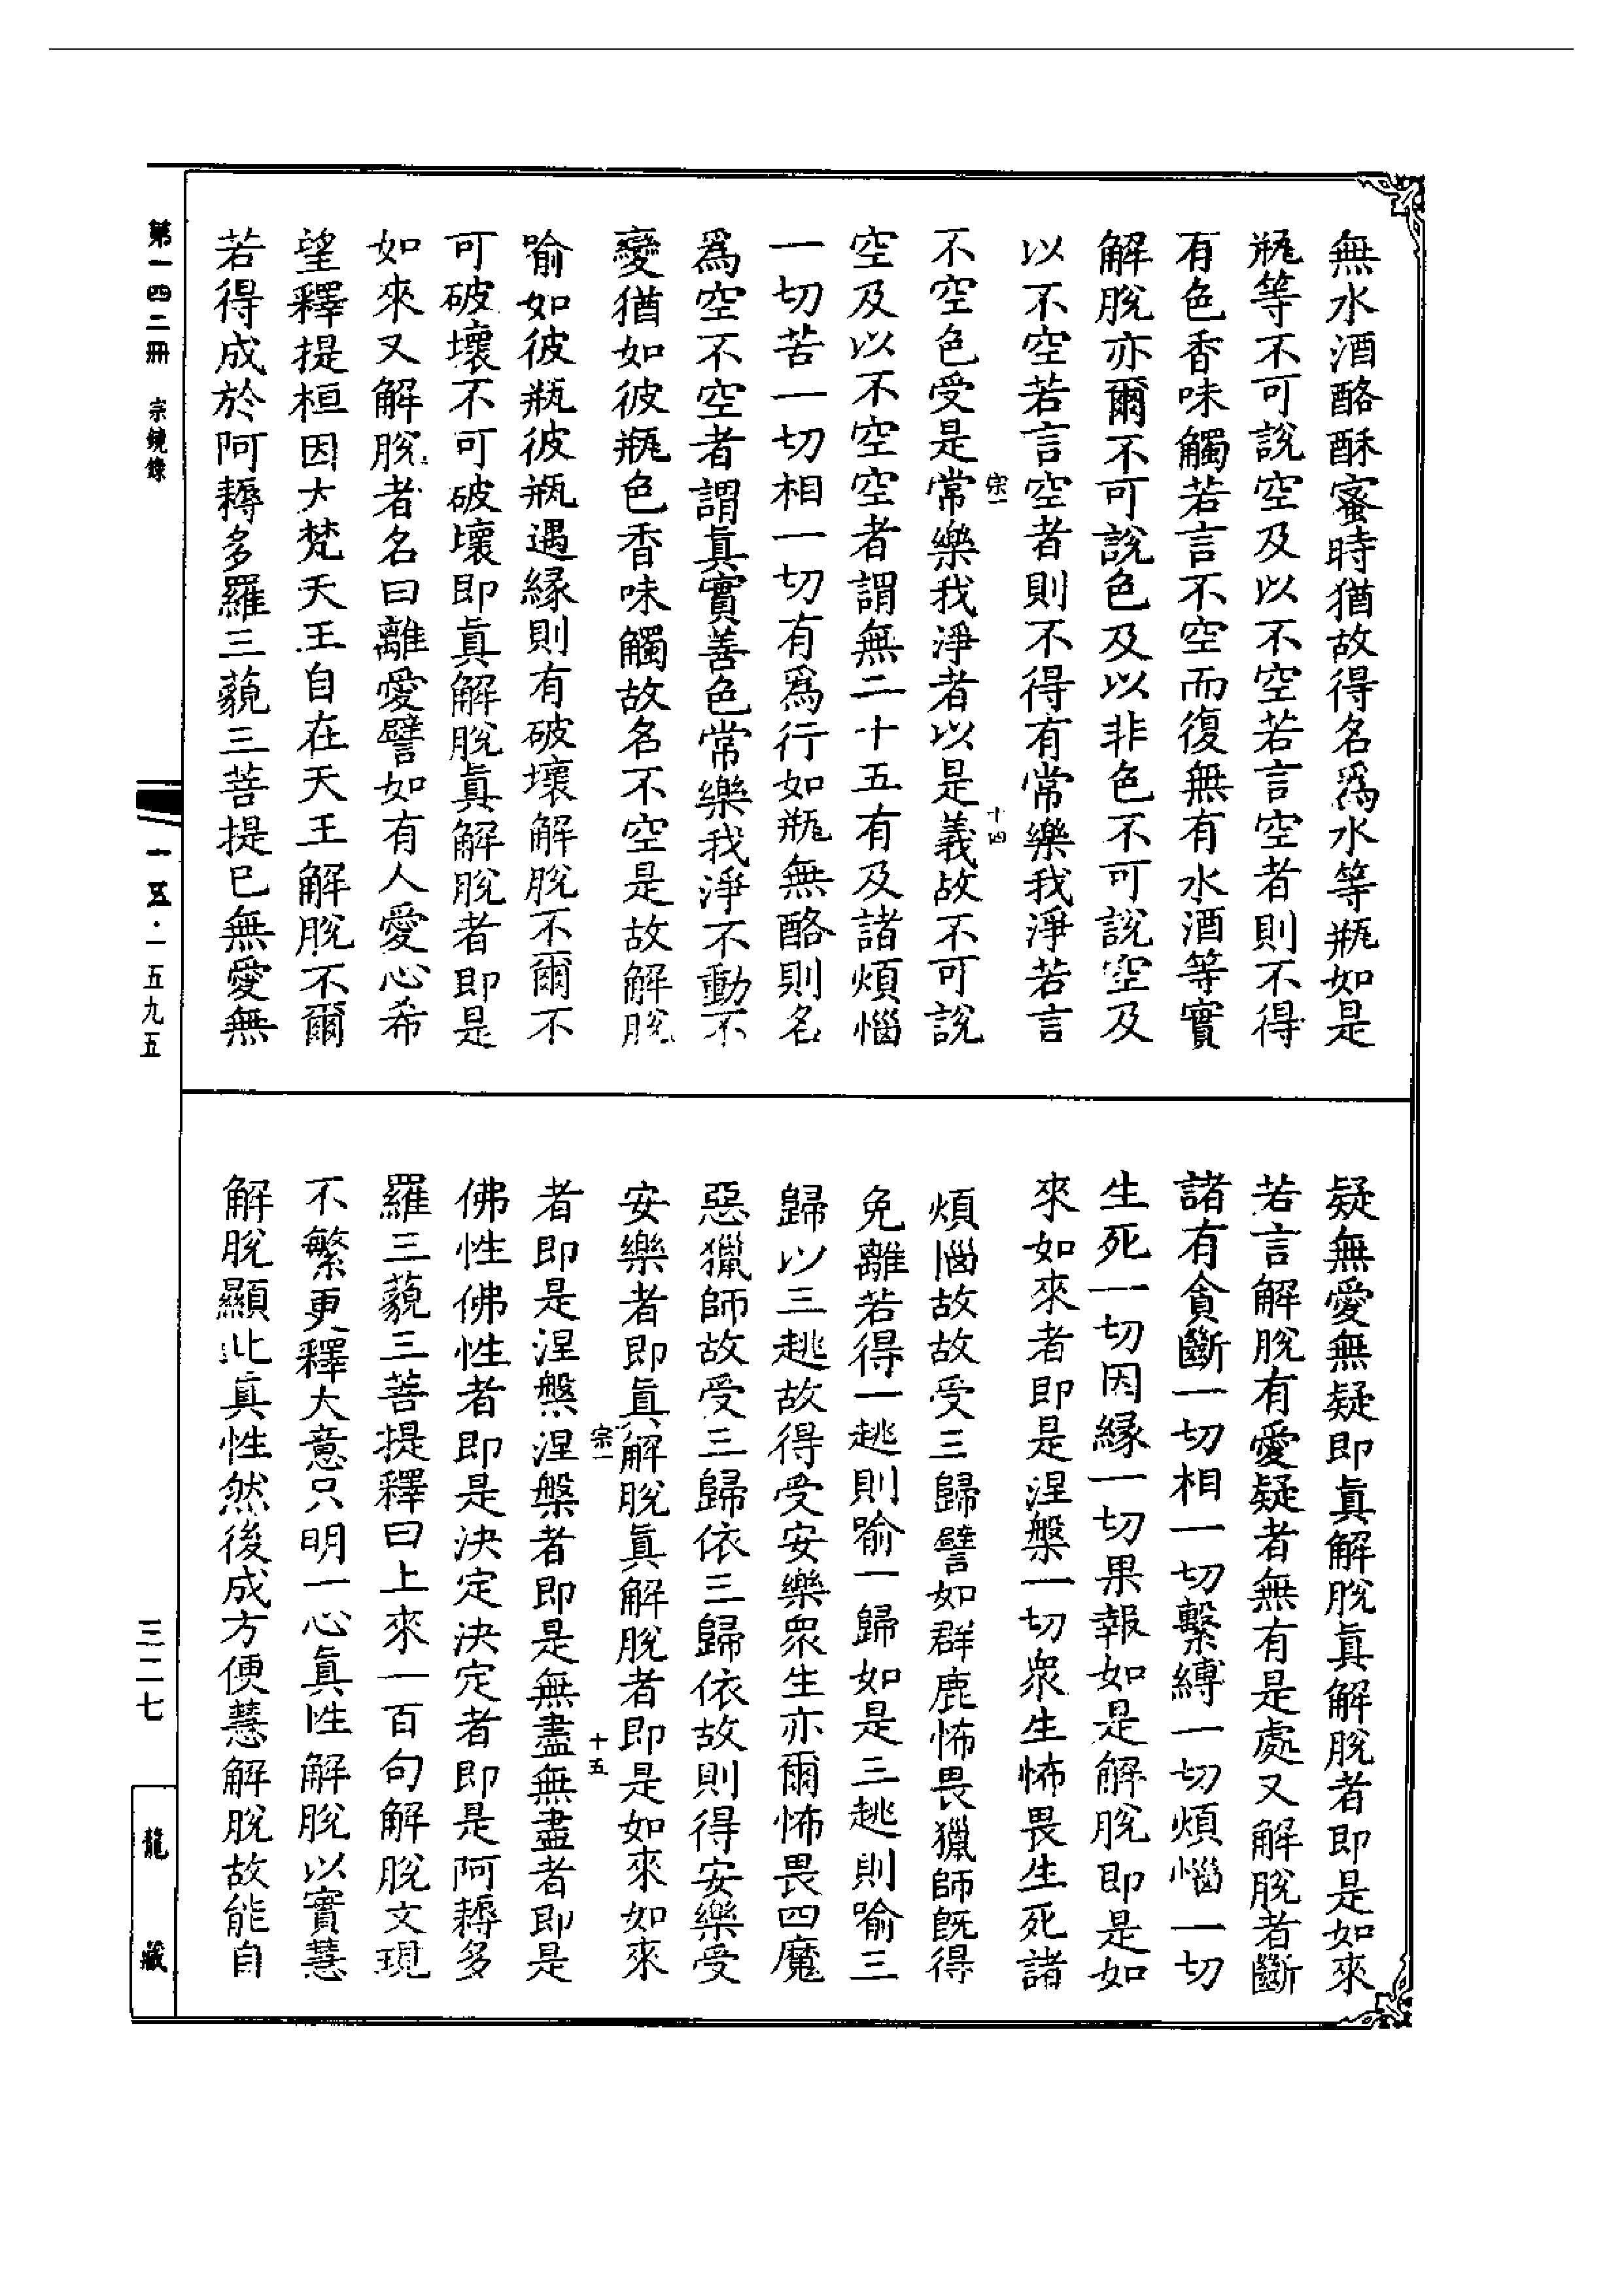 無水酒酪酥蜜時猶故得名爲水等瓶如是
瓶等不可說空及以不空若言空者則不得
有色香味觸若言不空而復無有水酒等實
解脫亦爾不可說色及以非色不可說空及
以不空若言空者則不得有常樂我淨若言
宗一
十四
不空色受是常樂我淨者以是義故不可說
空及以不空空者謂無二十五有及諸煩惱
一切苦一切相一切有爲行如瓶無酪則名
爲空不空者謂眞實善色常樂我淨不動不
變猶如彼瓶色香味觸故名不空是故解脫
喻如彼瓶彼瓶遇緣則有破壞解脫不爾不
可破壞不可破壞即眞解脫眞解脫者即是
如來又解脫者名曰離愛譬如有人愛心希
望釋提桓因大梵天王自在天王解脫不爾
若得成於阿耨多羅三藐三菩提已無愛無
疑無愛無疑即眞解脫眞解脫者即是如來
若言解脫有愛疑者無有是處又解脫者斷
諸有貪斷一切相一切繫縛一切煩惱一切
生死一切因緣一切果報如是解脫即是如
來如來者即是涅槃一切衆生怖畏生死諸
煩惱故故受三歸譬如群鹿怖畏獵師既得
免離若得一趒則喻一歸如是三趒則喻三
歸以三趒故得受安樂衆生亦爾怖畏四魔
惡獵師故受三歸依三歸依故則得安樂受
安樂者即眞解脫眞解脫者即是如來如來
宗一
十五
者即是涅槃涅槃者即是無盡無盡者即是
佛性佛性者即是決定決定者即是阿耨多
羅三藐三菩提釋曰上來一百句解脫文現
不繁更釋大意只明一心眞性解脫以實慧
解脫顯此眞性然後成方便慧解脫故能自
第一四二冊 宗鏡錄
一五·一五九五
三二七
龍藏